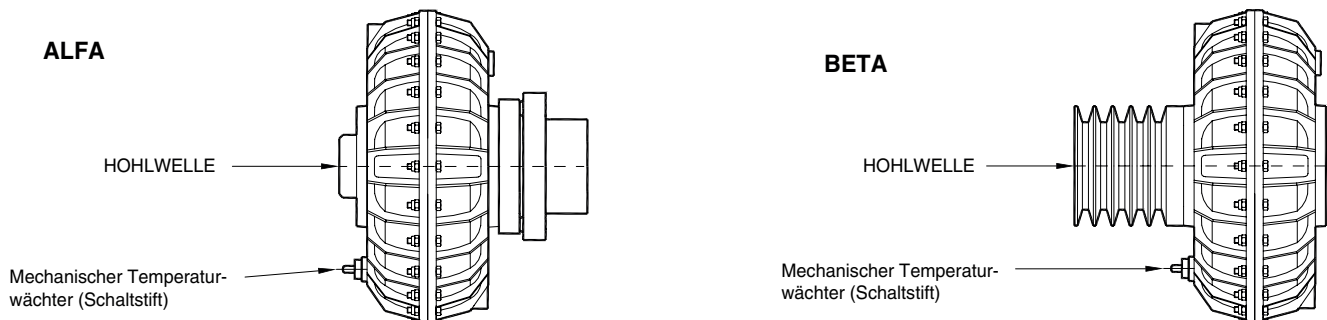 ALFA
HOHLWELLE
Mechanischer Temperatur-
wächter (Schaltstift)
BETA
HOHLWELLE
Mechanischer Temperatur-
wächter (Schaltstift)